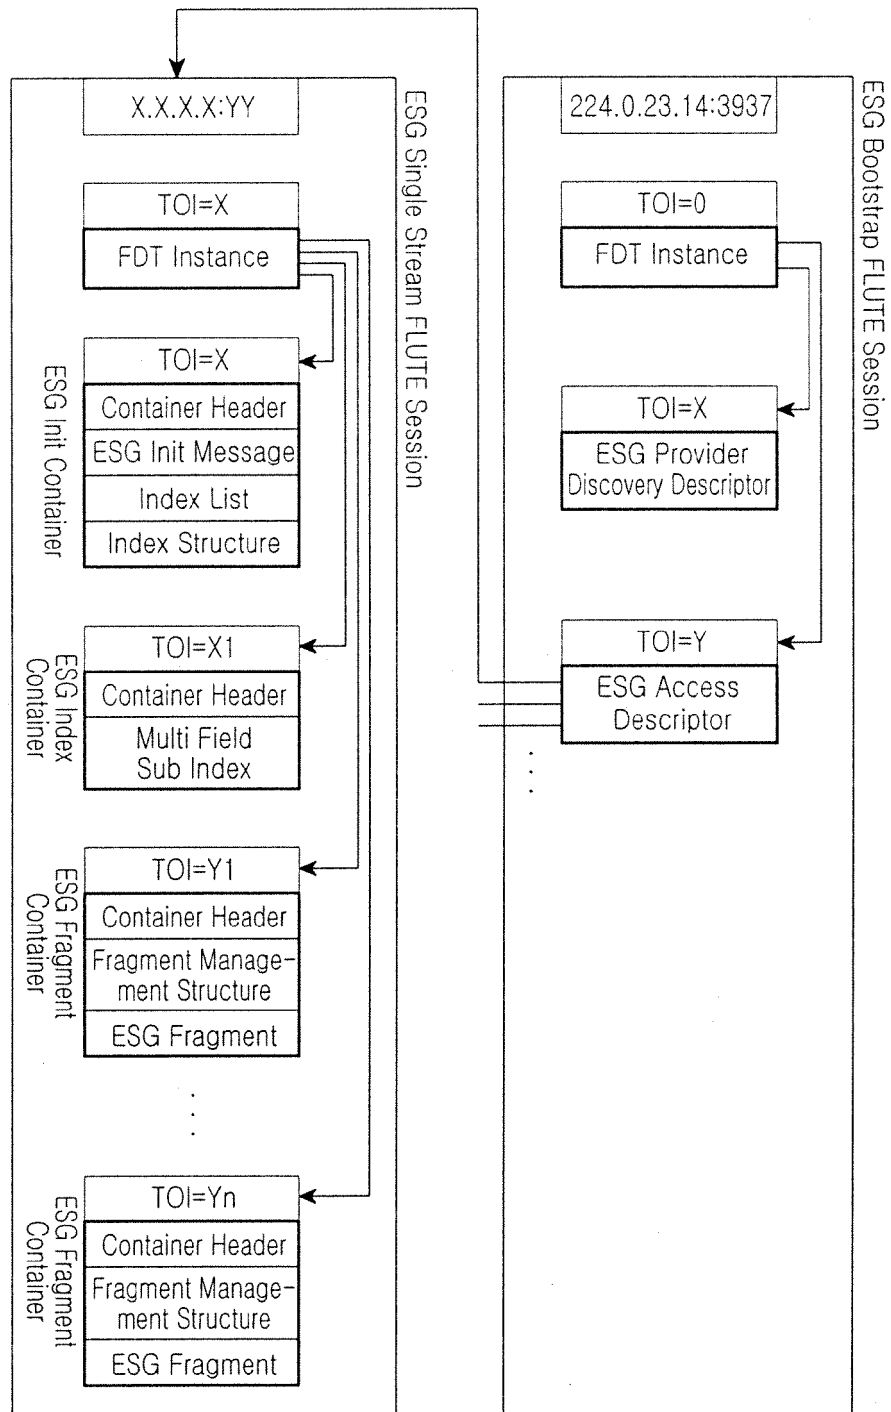 X.X.X.X:YY
TOI=X
FDT Instance
TOI=X
Container Header
ESG Init Message
Index List
Index Structure
ESG Init Container
TOI=X1
Container Header
Multi Field
Sub Index
ESG Index
Container
TOI=Y1
Container Header
Fragment Manage-
ment Structure
ESG Fragment
ESG Fragment
Container
TOI=Yn
Container Header
Fragment Manage-
ment Structure
ESG Fragment
ESG Fragment
Container
ESG Single Stream FLUTE Session
224.0.23.14:3937
TOI=0
FDT Instance
TOI=X
ESG Provider
Discovery Descriptor
TOI=Y
ESG Access
Descriptor
ESG Bootstrap FLUTE Session